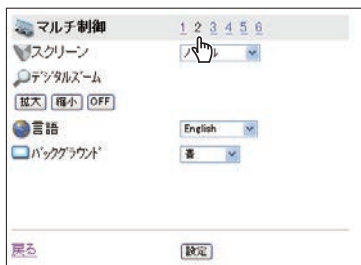 マルチ制御 1 2 3 4 5 6
スクリーン
デジタルズーム
拡大 縮小 OFF
言語 English
バックグラウンド 青
戻る 設定